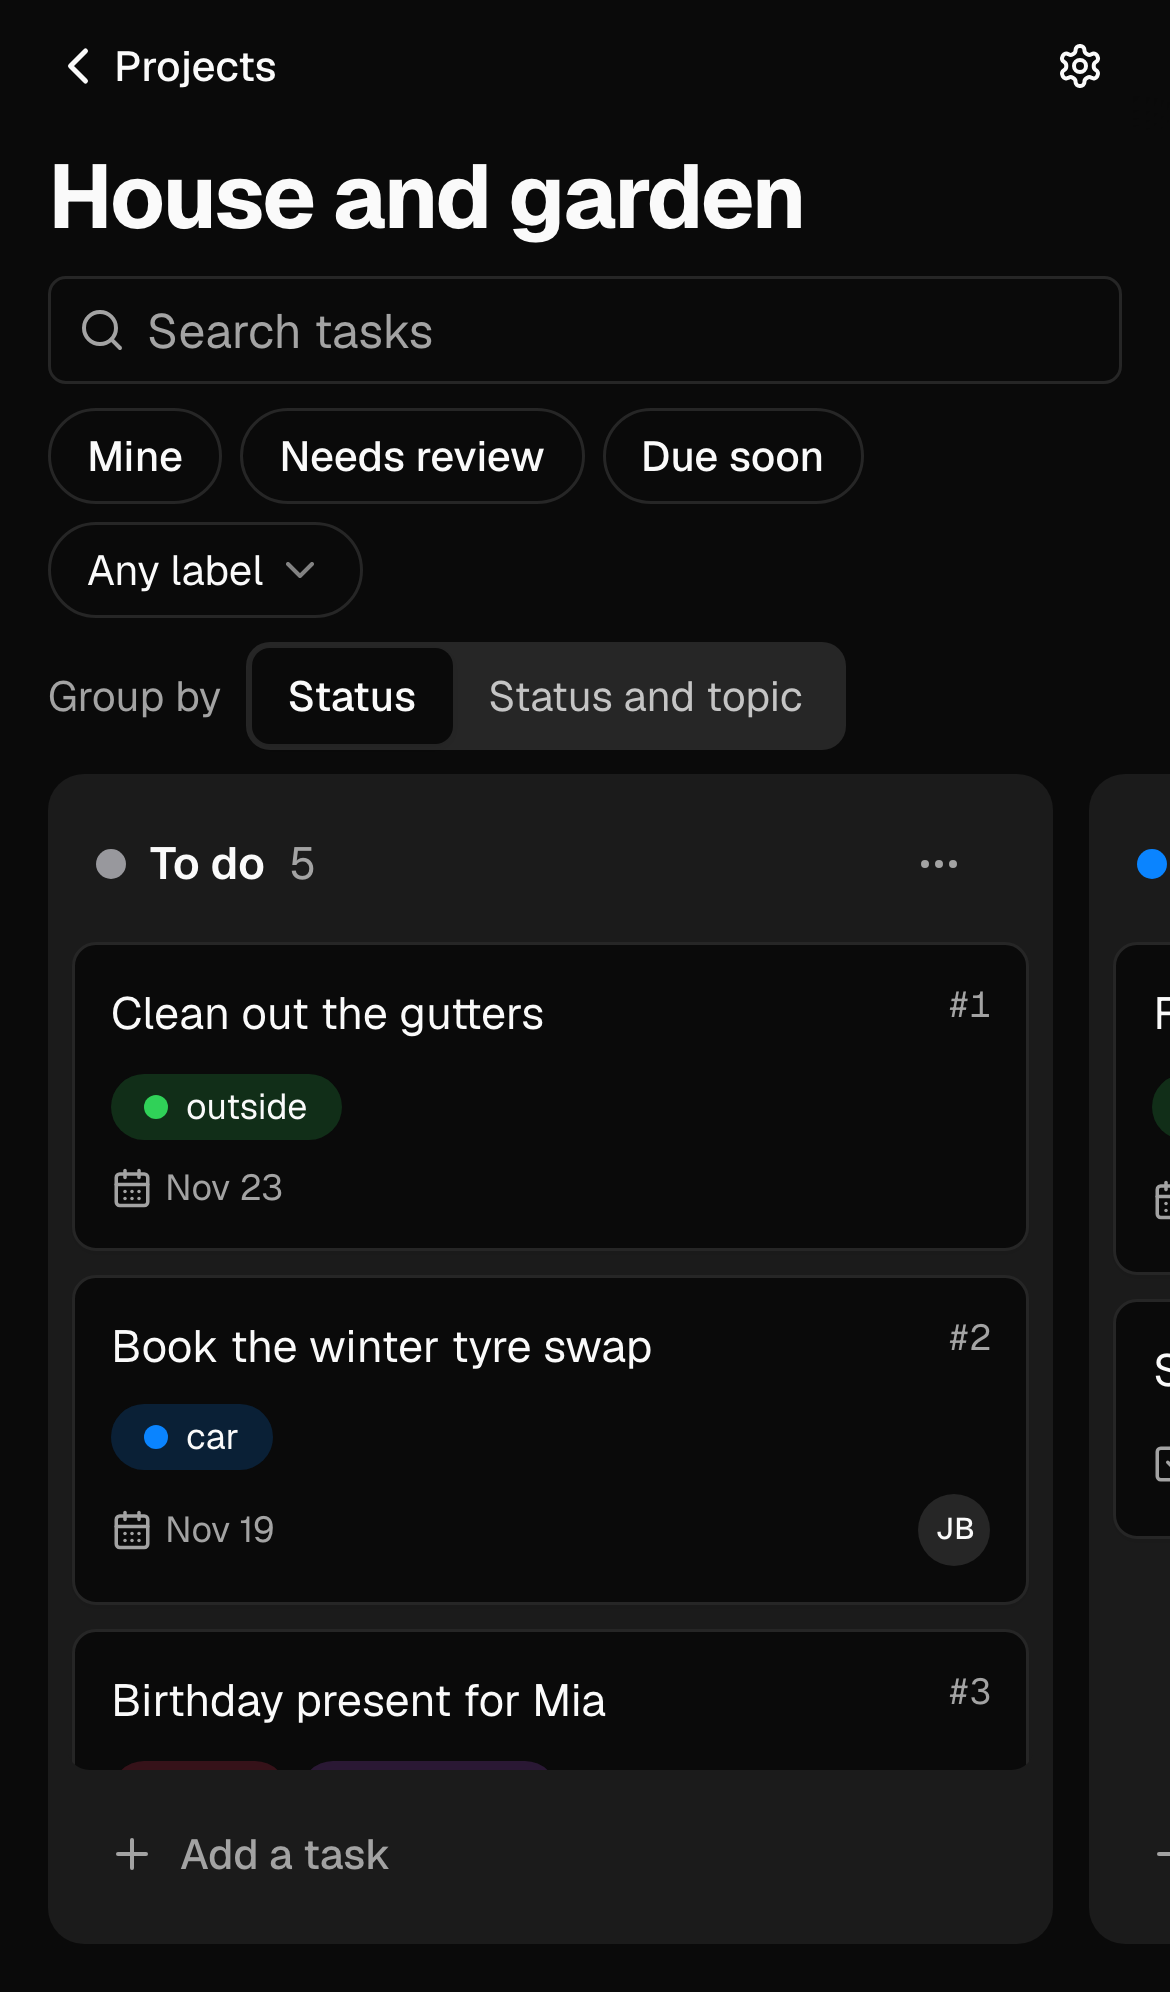 Projects
House and garden
Search tasks
Mine
Needs review
Due soon
Any label
Group by
Status
Status and topic
To do 5
Clean out the gutters
#1
outside
Nov 23
Book the winter tyre swap
#2
car
Nov 19
JB
Birthday present for Mia
#3
Add a task